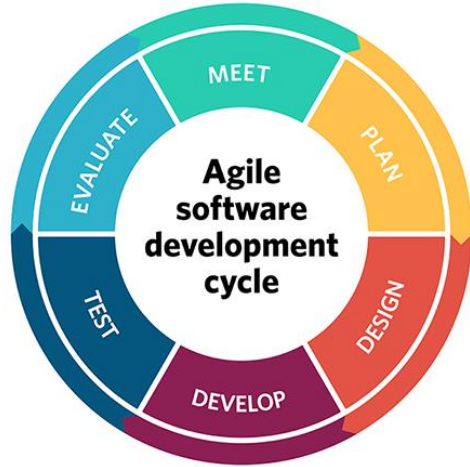 Agile
software
development
cycle
MEET
PLAN
DESIGN
DEVELOP
TEST
EVALUATE